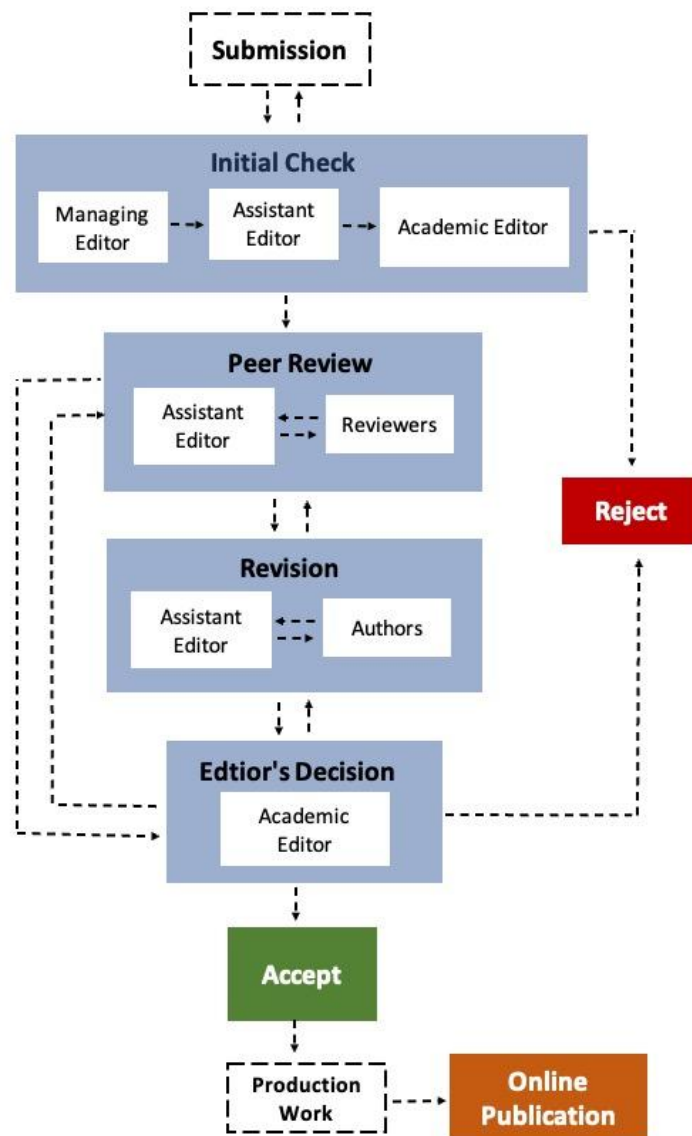 Submission
Initial Check
Managing
Editor
Assistant
Editor
Academic Editor
Peer Review
Assistant
Editor
Reviewers
Reject
Revision
Assistant
Editor
Authors
Edtior's Decision
Academic
Editor
Accept
Production
Work
Online
Publication